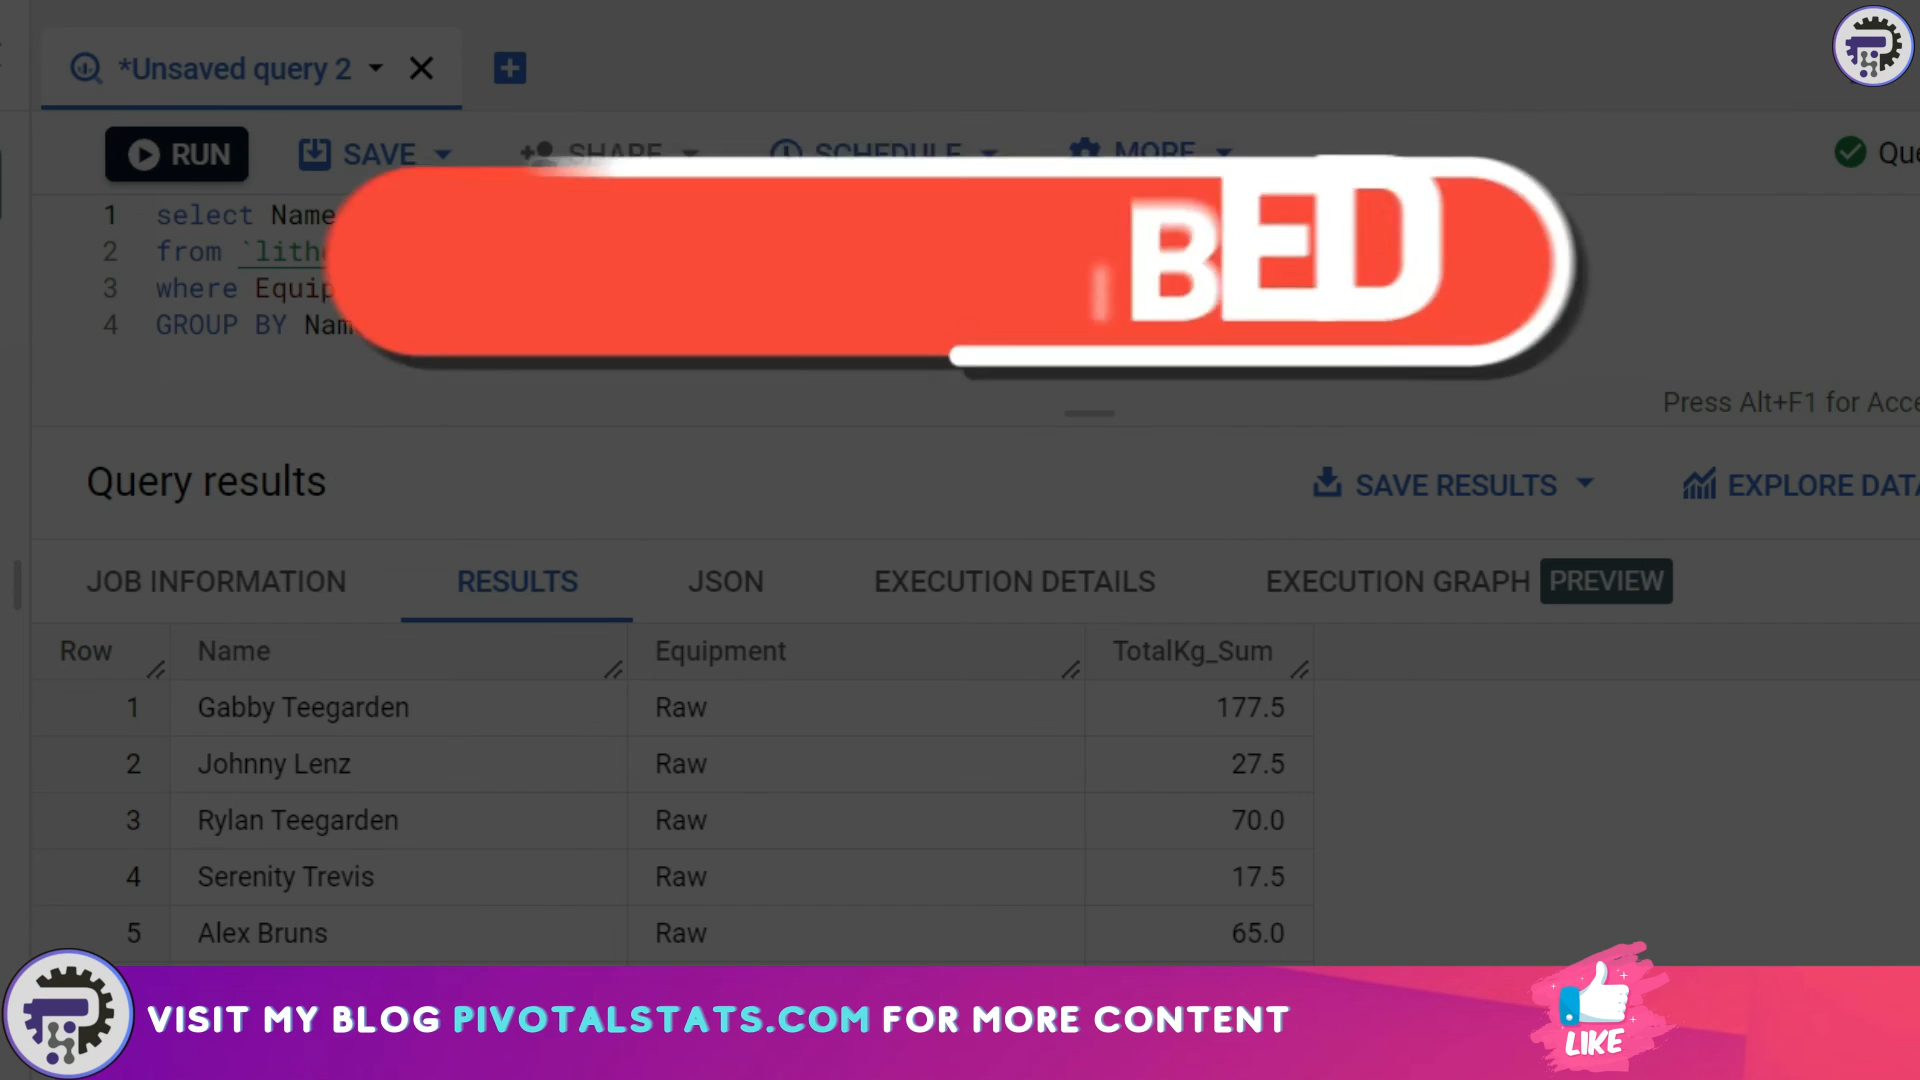 *Unsaved query 2
RUN SAVE SHARE SCHEDULE MORE
BED
1 select Name
2 from `lith
3 where Equip
4 GROUP BY Nam
Press Alt+F1 for Acce
Query results
SAVE RESULTS
EXPLORE DATA
JOB INFORMATION RESULTS JSON EXECUTION DETAILS EXECUTION GRAPH PREVIEW
Row Name Equipment TotalKg_Sum
1 Gabby Teegarden Raw 177.5
2 Johnny Lenz Raw 27.5
3 Rylan Teegarden Raw 70.0
4 Serenity Trevis Raw 17.5
5 Alex Bruns Raw 65.0
VISIT MY BLOG PIVOTALSTATS.COM FOR MORE CONTENT
LIKE